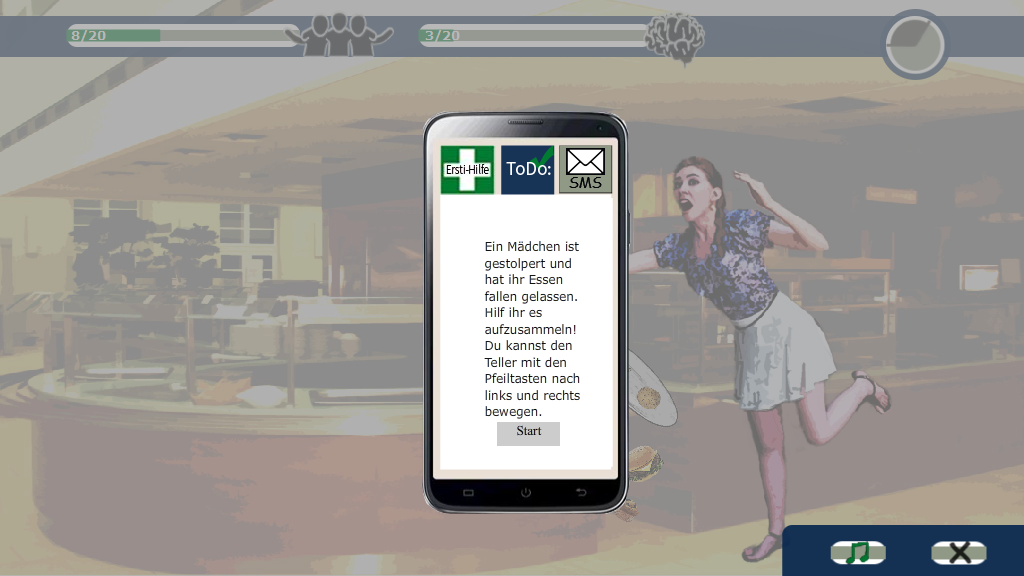 8/20
3/20
Ersti-Hilfe
ToDo:
SMS
Ein Mädchen ist
gestolpert und
hat ihr Essen
fallen gelassen.
Hilf ihr es
aufzusammeln!
Du kannst den
Teller mit den
Pfeiltasten nach
links und rechts
bewegen.
Start